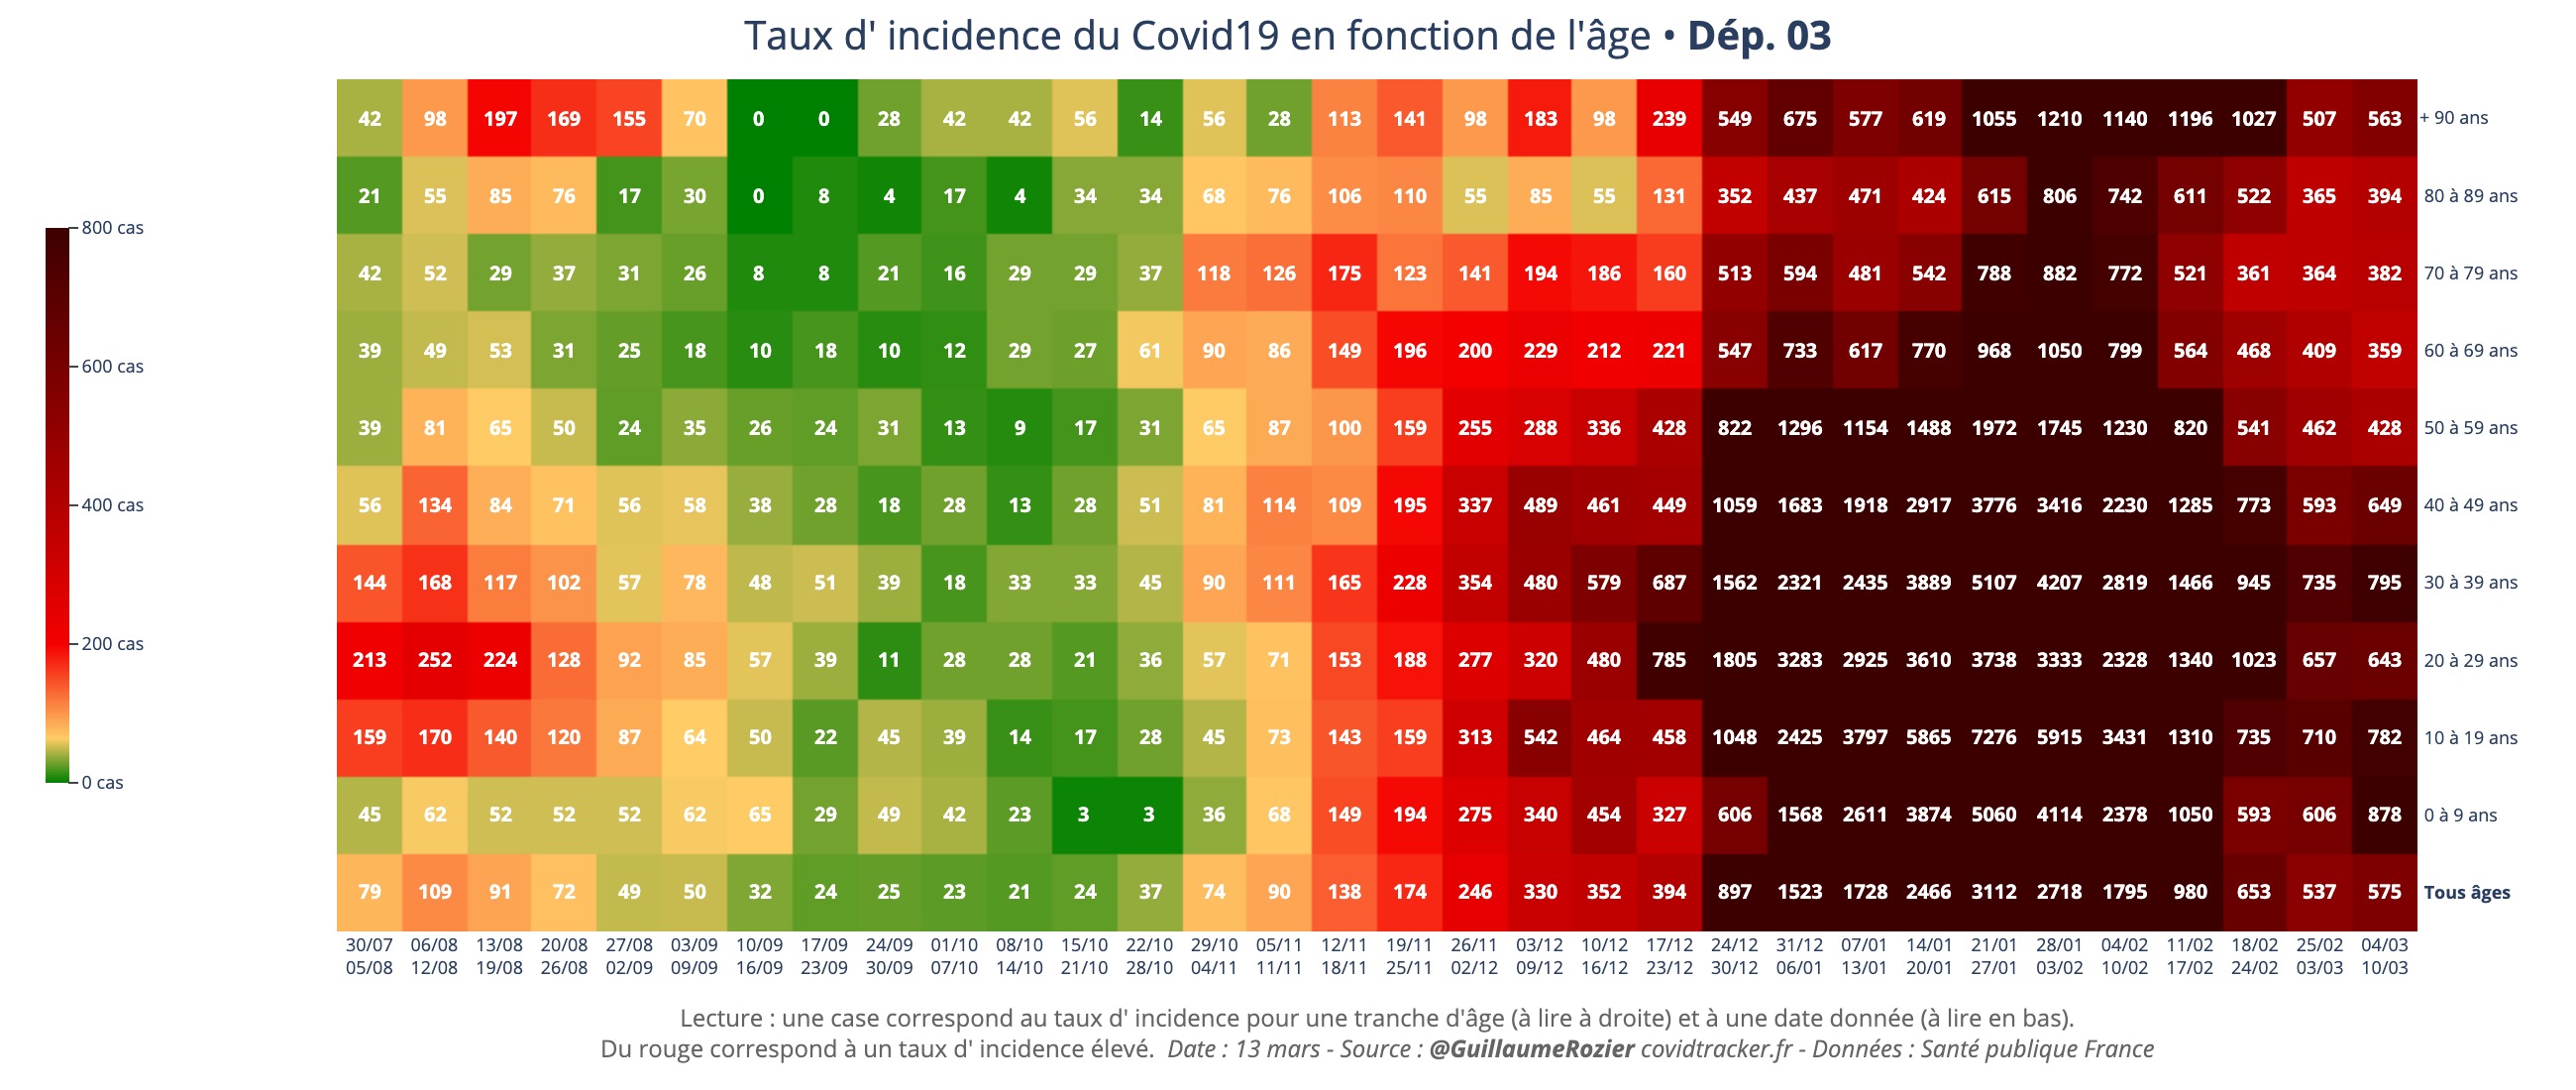 Taux d' incidence du Covid19 en fonction de l'âge • Dép. 03
800 cas
600 cas
400 cas
200 cas
0 cas
42 98 197 169 155 70 0 0 28 42 42 56 14 56 28 113 141 98 183 98 239 549 675 577 619 1055 1210 1140 1196 1027 507 563 + 90 ans
21 55 85 76 17 30 0 8 4 17 4 34 34 68 76 106 110 55 85 55 131 352 437 471 424 615 806 742 611 522 365 394 80 à 89 ans
42 52 29 37 31 26 8 8 21 16 29 29 37 118 126 175 123 141 194 186 160 513 594 481 542 788 882 772 521 361 364 382 70 à 79 ans
39 49 53 31 25 18 10 18 10 12 29 27 61 90 86 149 196 200 229 212 221 547 733 617 770 968 1050 799 564 468 409 359 60 à 69 ans
39 81 65 50 24 35 26 24 31 13 9 17 31 65 87 100 159 255 288 336 428 822 1296 1154 1488 1972 1745 1230 820 541 462 428 50 à 59 ans
56 134 84 71 56 58 38 28 18 28 13 28 51 81 114 109 195 337 489 461 449 1059 1683 1918 2917 3776 3416 2230 1285 773 593 649 40 à 49 ans
144 168 117 102 57 78 48 51 39 18 33 33 45 90 111 165 228 354 480 579 687 1562 2321 2435 3889 5107 4207 2819 1466 945 735 795 30 à 39 ans
213 252 224 128 92 85 57 39 11 28 28 21 36 57 71 153 188 277 320 480 785 1805 3283 2925 3610 3738 3333 2328 1340 1023 657 643 20 à 29 ans
159 170 140 120 87 64 50 22 45 39 14 17 28 45 73 143 159 313 542 464 458 1048 2425 3797 5865 7276 5915 3431 1310 735 710 782 10 à 19 ans
45 62 52 52 52 62 65 29 49 42 23 3 3 36 68 149 194 275 340 454 327 606 1568 2611 3874 5060 4114 2378 1050 593 606 878 0 à 9 ans
79 109 91 72 49 50 32 24 25 23 21 24 37 74 90 138 174 246 330 352 394 897 1523 1728 2466 3112 2718 1795 980 653 537 575 Tous âges
30/07 06/08 13/08 20/08 27/08 03/09 10/09 17/09 24/09 01/10 08/10 15/10 22/10 29/10 05/11 12/11 19/11 26/11 03/12 10/12 17/12 24/12 31/12 07/01 14/01 21/01 28/01 04/02 11/02 18/02 25/02 04/03
05/08 12/08 19/08 26/08 02/09 09/09 16/09 23/09 30/09 07/10 14/10 21/10 28/10 04/11 11/11 18/11 25/11 02/12 09/12 16/12 23/12 30/12 06/01 13/01 20/01 27/01 03/02 10/02 17/02 24/02 03/03 10/03
Lecture : une case correspond au taux d' incidence pour une tranche d'âge (à lire à droite) et à une date donnée (à lire en bas).
Du rouge correspond à un taux d' incidence élevé. Date : 13 mars - Source : @GuillaumeRozier covidtracker.fr - Données : Santé publique France